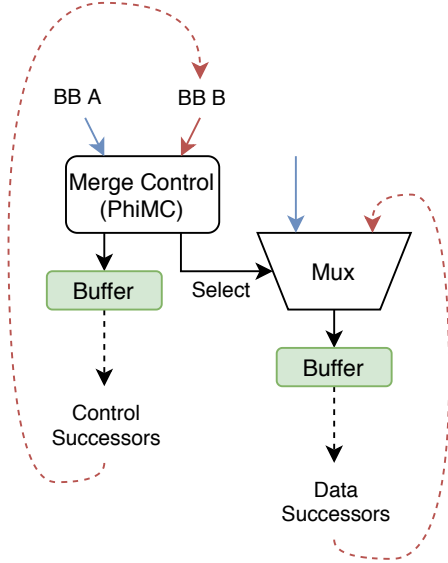 BB A
BB B
Merge Control
(PhiMC)
Mux
Buffer
Select
Buffer
Control
Successors
Data
Successors